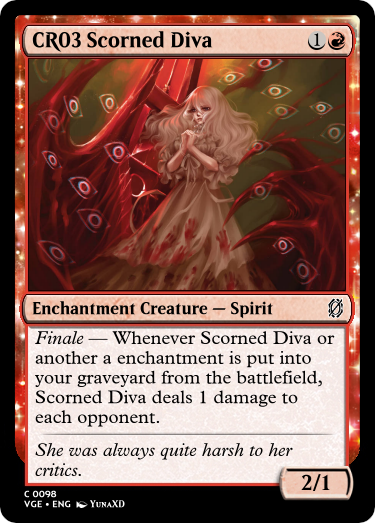 CR03 Scorned Diva
1
Enchantment Creature — Spirit
Finale — Whenever Scorned Diva or
another a enchantment is put into
your graveyard from the battlefield,
Scorned Diva deals 1 damage to
each opponent.
She was always quite harsh to her
critics.
2/1
C 0098
VGE • ENG YunaXD